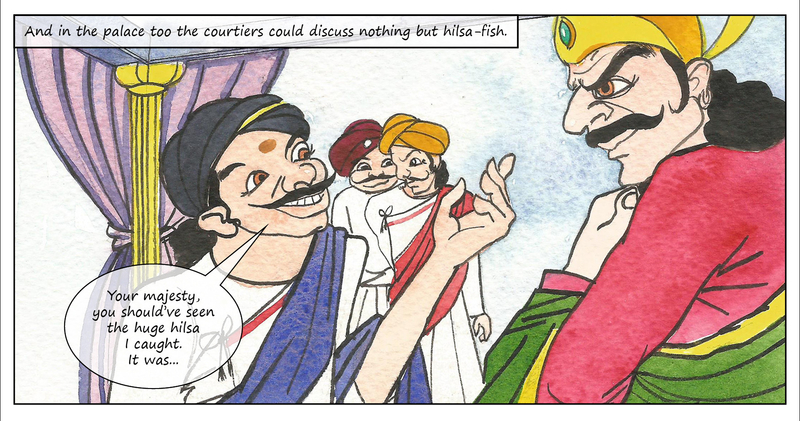 And in the palace too the courtiers could discuss nothing but hilsa-fish.
Your majesty,
you should've seen
the huge hilsa
I caught.
It was...